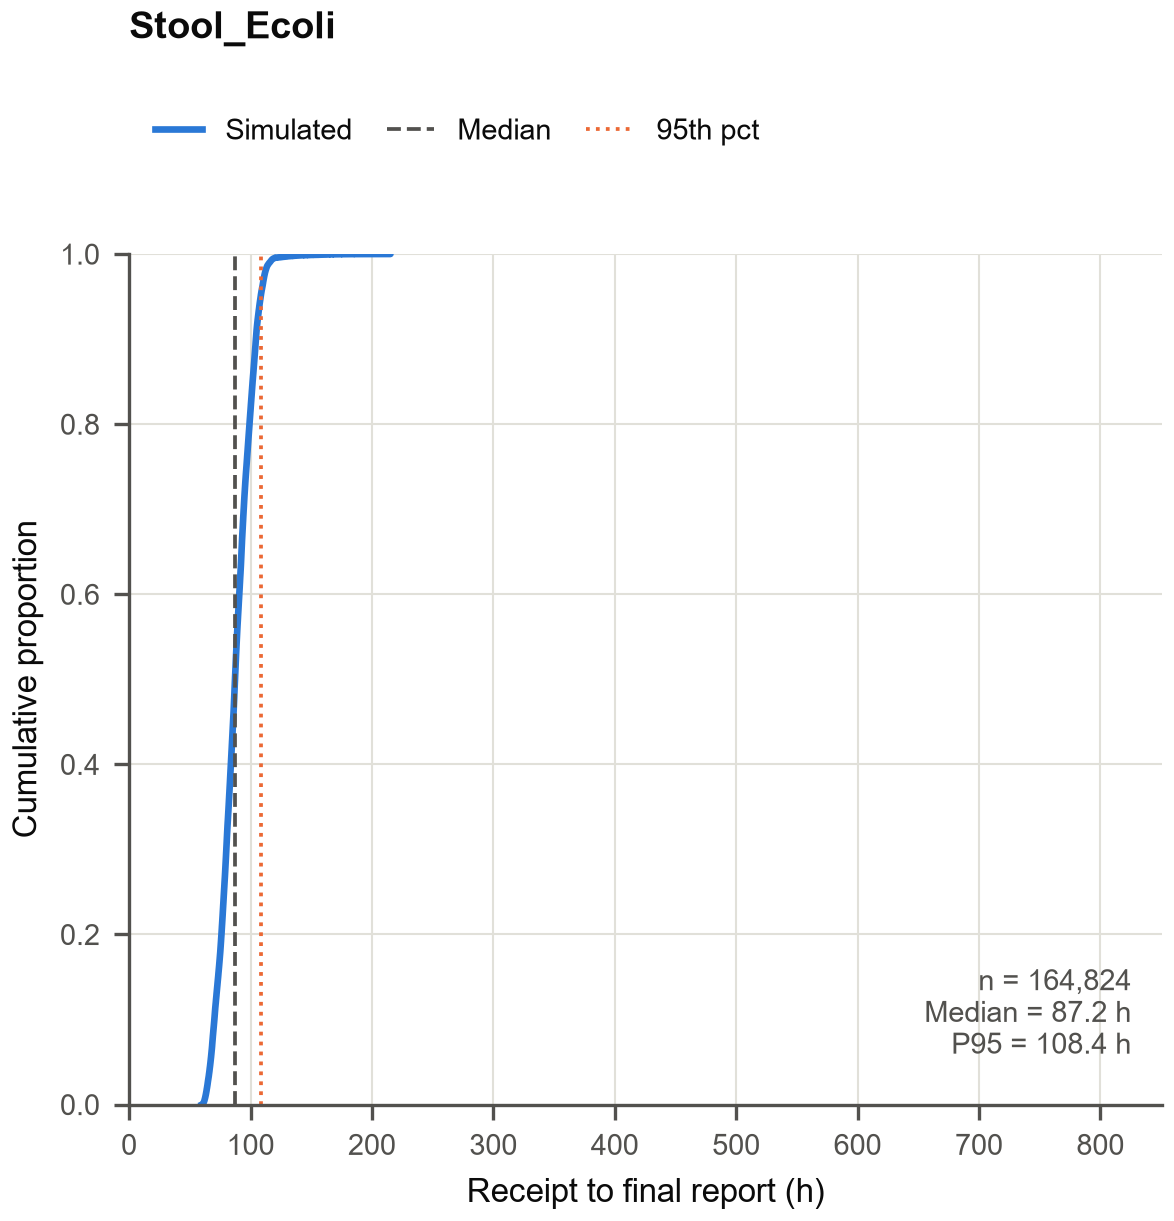 Stool_Ecoli
Simulated Median 95th pct
1.0
0.8
0.6
0.4
0.2
0.0
Cumulative proportion
n = 164,824
Median = 87.2 h
P95 = 108.4 h
0 100 200 300 400 500 600 700 800
Receipt to final report (h)